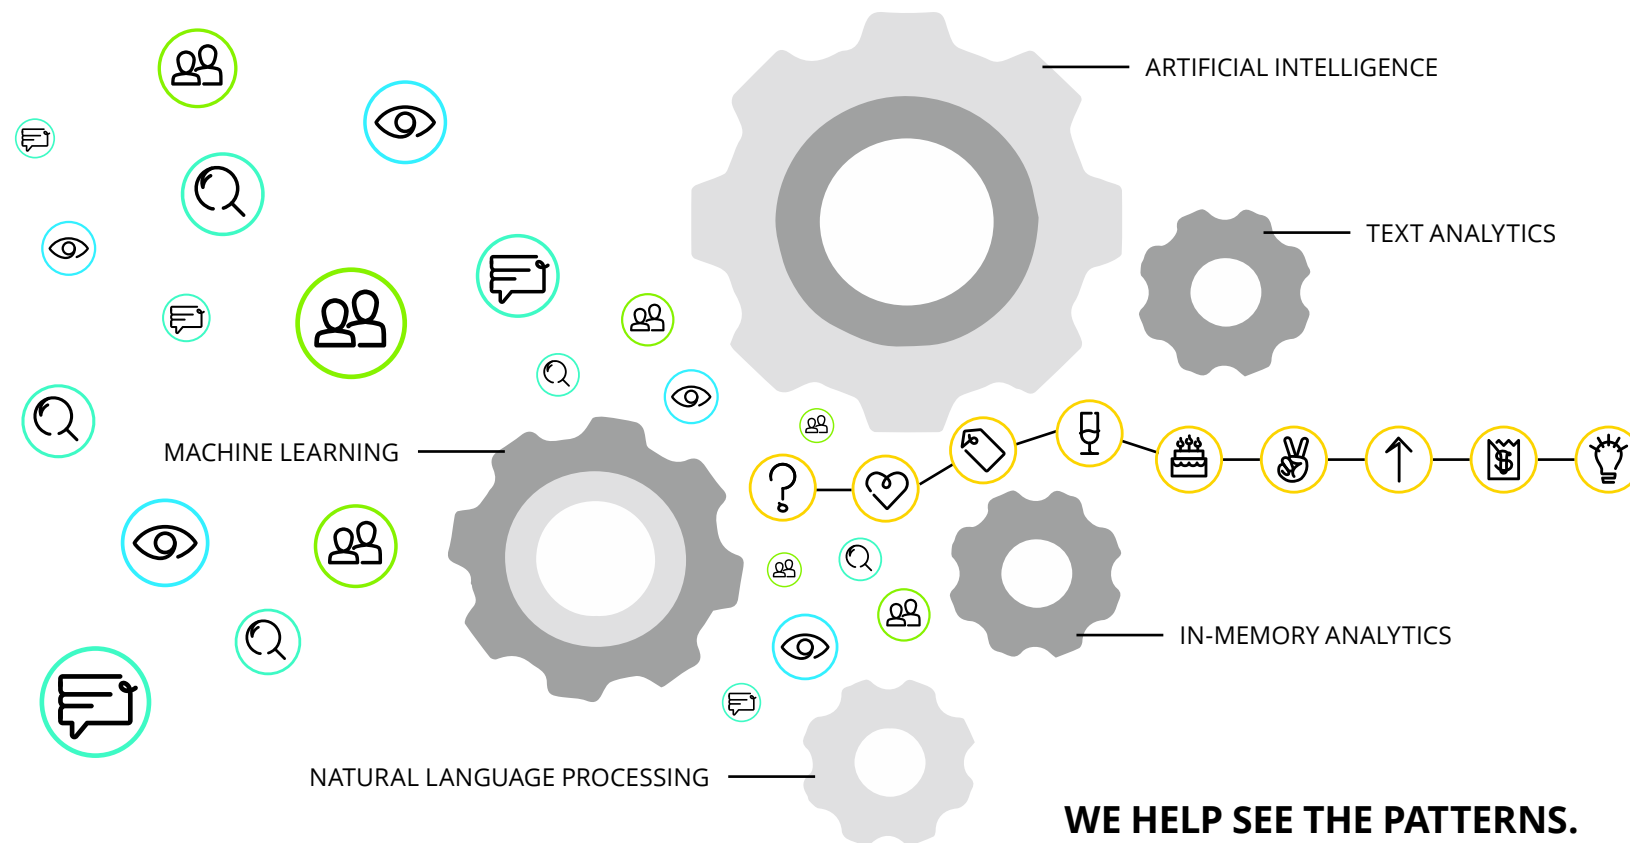 ARTIFICIAL INTELLIGENCE
TEXT ANALYTICS
MACHINE LEARNING
IN-MEMORY ANALYTICS
NATURAL LANGUAGE PROCESSING
WE HELP SEE THE PATTERNS.